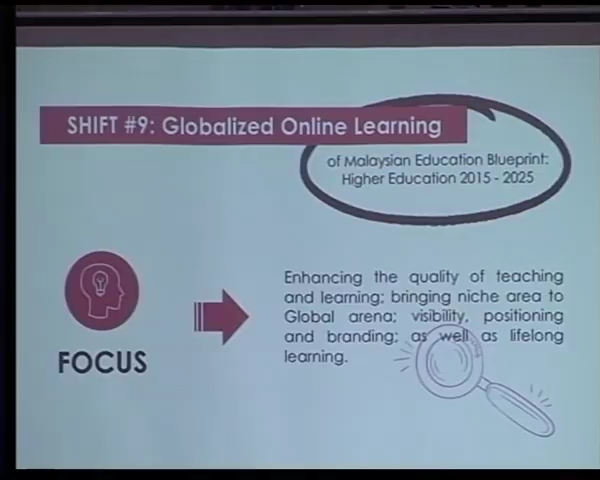 SHIFT #9: Globalized Online Learning
of Malaysian Education Blueprint:
Higher Education 2015 - 2025
Enhancing the quality of teaching
and learning; bringing niche area to
Global arena; visibility, positioning
and branding; as well as lifelong
learning.
FOCUS